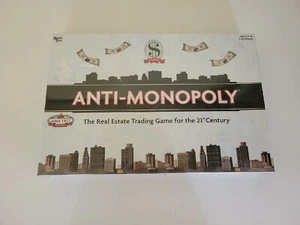 ANTI-MONOPOLY
The Real Estate Trading Game for the 21st Century